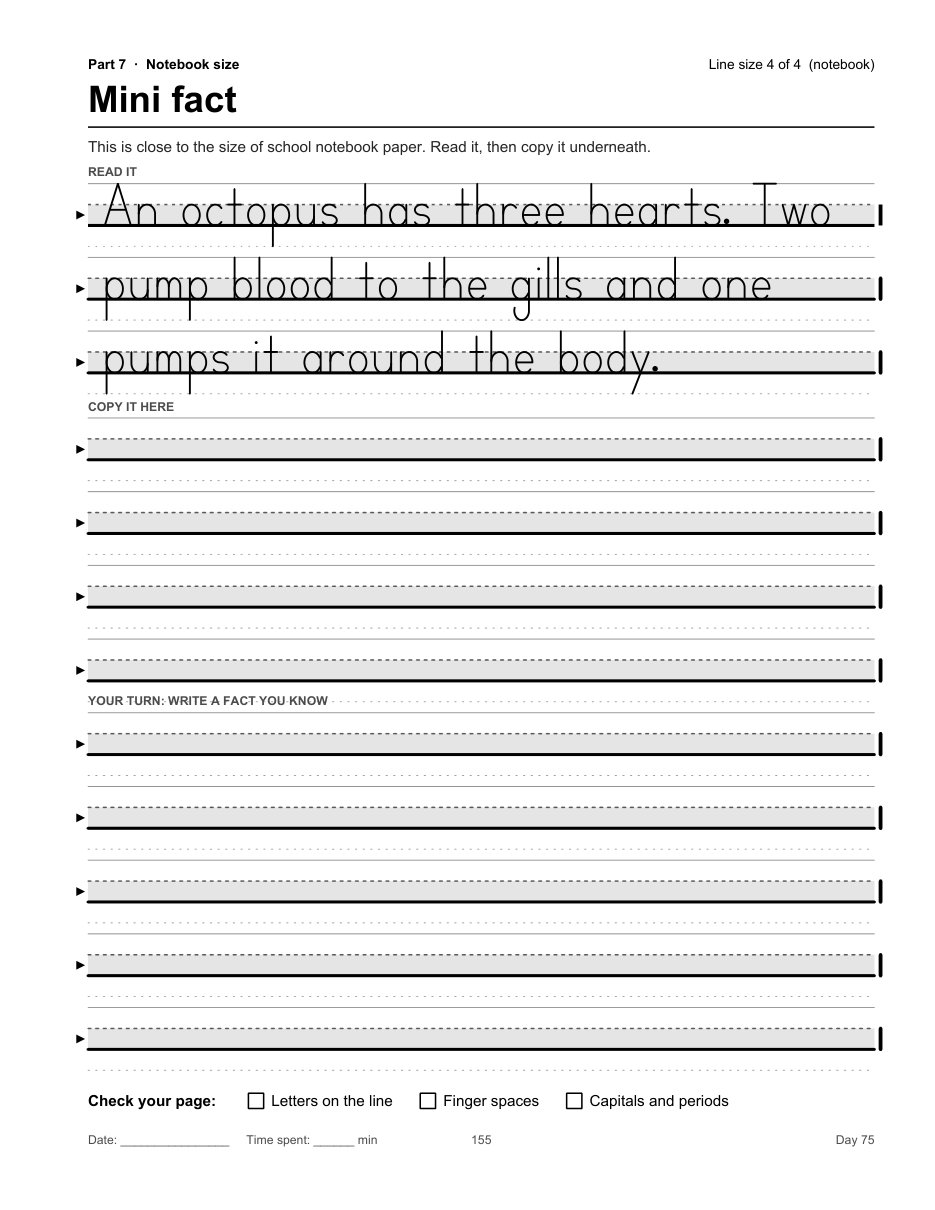 Part 7 · Notebook size
Line size 4 of 4 (notebook)
Mini fact
This is close to the size of school notebook paper. Read it, then copy it underneath.
READ IT
An octopus has three hearts. Two
pump blood to the gills and one
pumps it around the body.
COPY IT HERE
YOUR TURN: WRITE A FACT YOU KNOW
Check your page: Letters on the line Finger spaces Capitals and periods
Date: ________________ Time spent: ______ min 155 Day 75